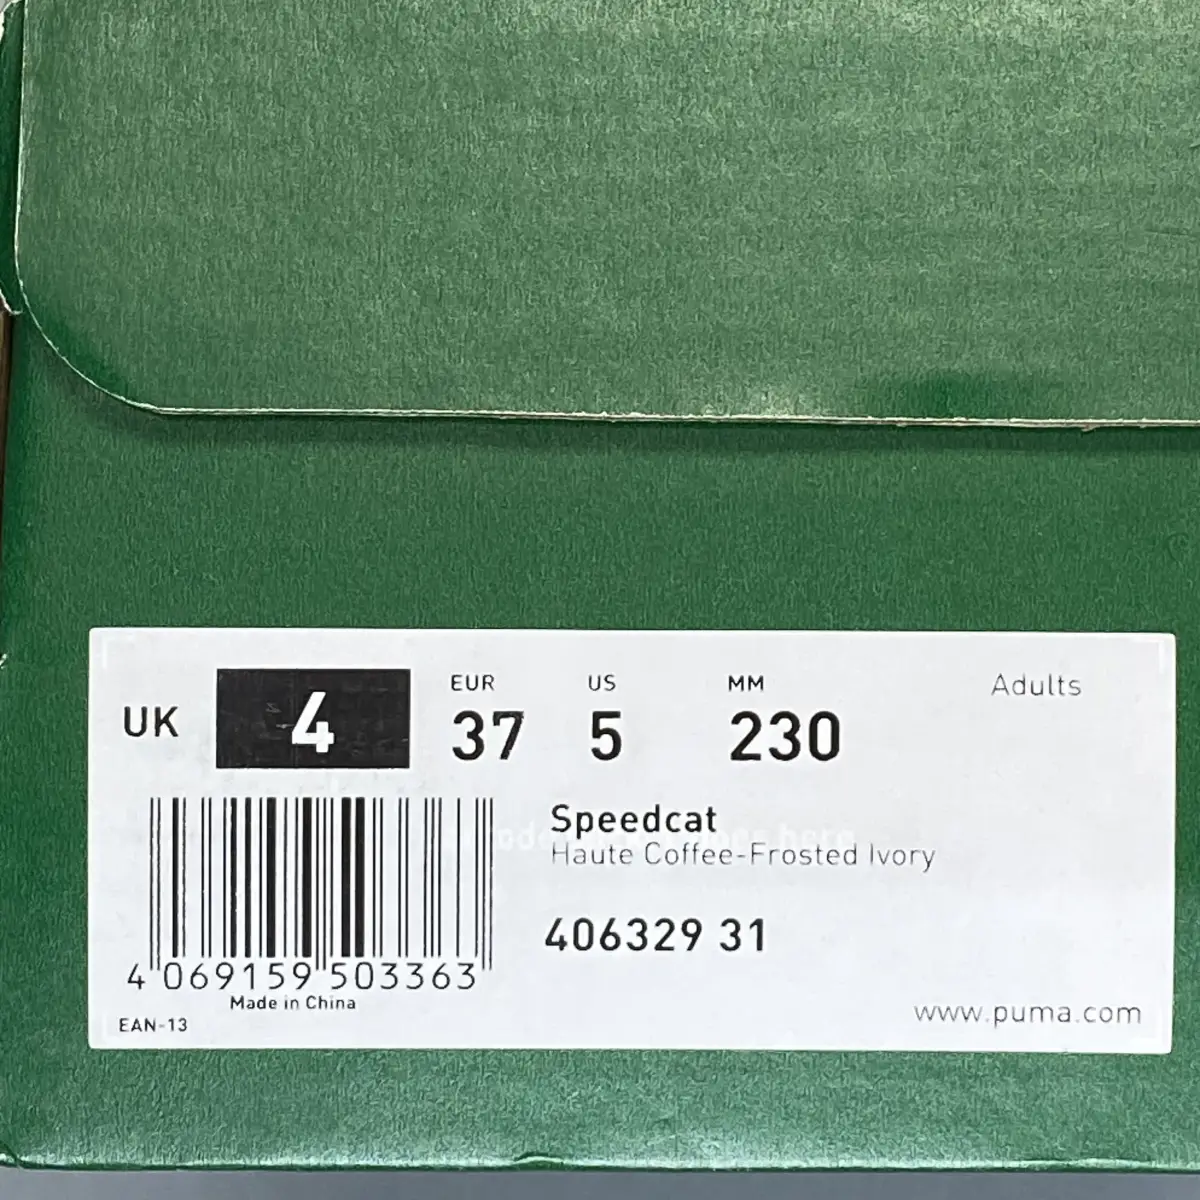 UK 4
EUR 37
US 5
MM 230
Adults
Speedcat
Haute Coffee-Frosted Ivory
406329 31
4 069159 503363
Made in China
EAN-13
www.puma.com